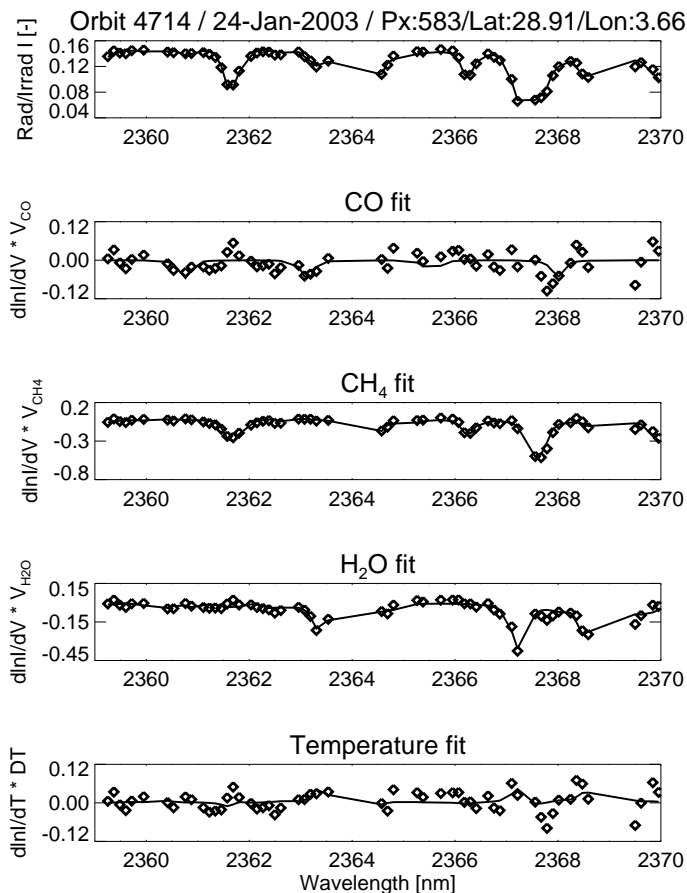 Orbit 4714 / 24-Jan-2003 / Px:583/Lat:28.91/Lon:3.66
Rad/Irrad I [-]
0.16
0.12
0.08
0.04
2360 2362 2364 2366 2368 2370
CO fit
dlnI/dV * V_CO
0.12
0.00
-0.12
2360 2362 2364 2366 2368 2370
CH₄ fit
dlnI/dV * V_CH4
0.2
-0.3
-0.8
2360 2362 2364 2366 2368 2370
H₂O fit
dlnI/dV * V_H2O
0.15
-0.15
-0.45
2360 2362 2364 2366 2368 2370
Temperature fit
dlnI/dT * DT
0.12
0.00
-0.12
2360 2362 2364 2366 2368 2370
Wavelength [nm]